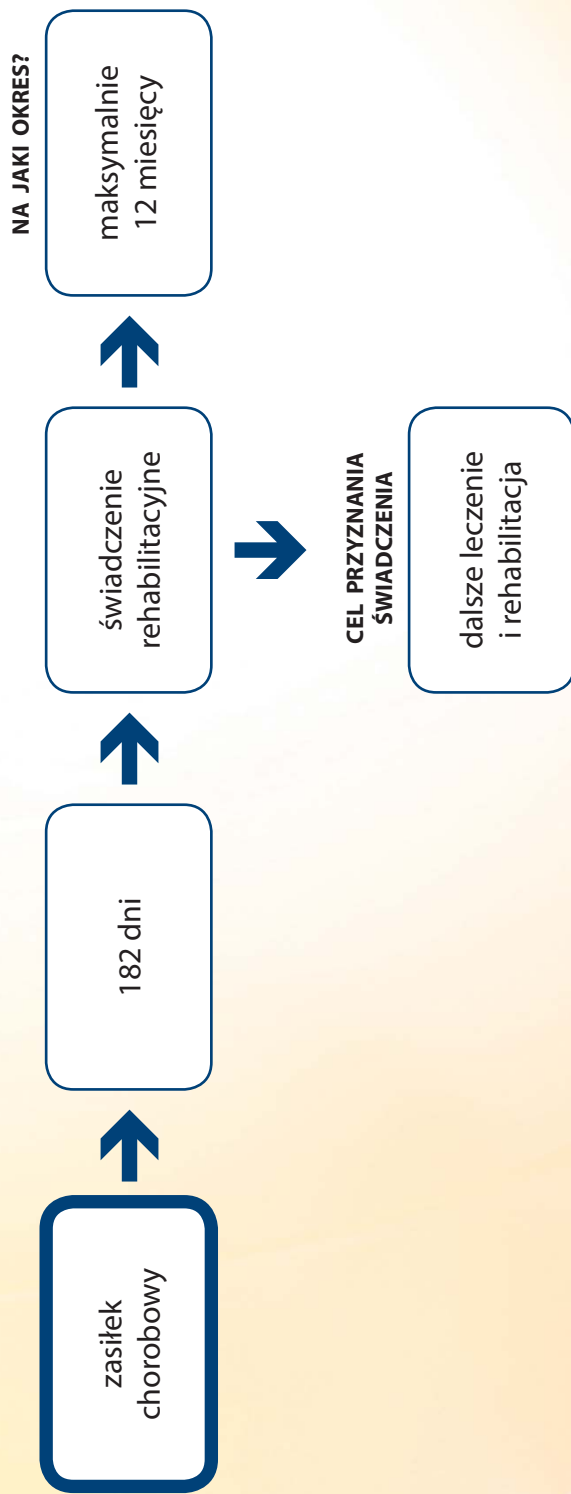 zasiłek
chorobowy
182 dni
świadczenie
rehabilitacyjne
NA JAKI OKRES?
maksymalnie
12 miesięcy
CEL PRZYZNANIA
ŚWIADCZENIA
dalsze leczenie
i rehabilitacja